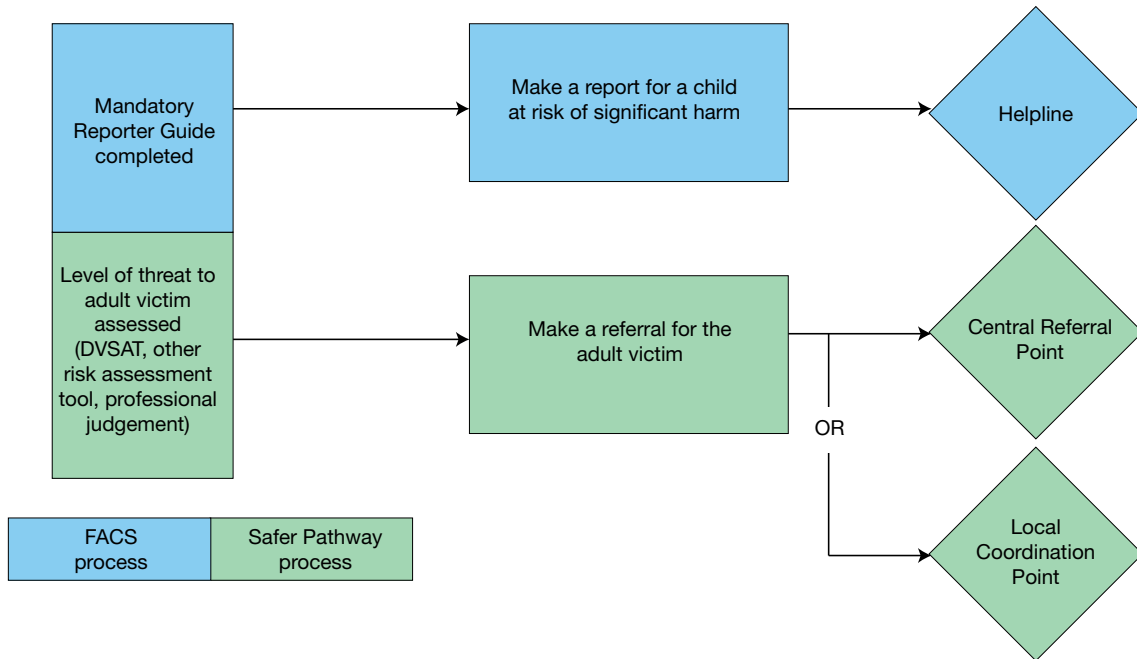 Mandatory
Reporter Guide
completed
Make a report for a child
at risk of significant harm
Helpline
Level of threat to
adult victim
assessed
(DVSAT, other
risk assessment
tool, professional
judgement)
Make a referral for the
adult victim
Central Referral
Point
OR
Local
Coordination
Point
FACS
process
Safer Pathway
process